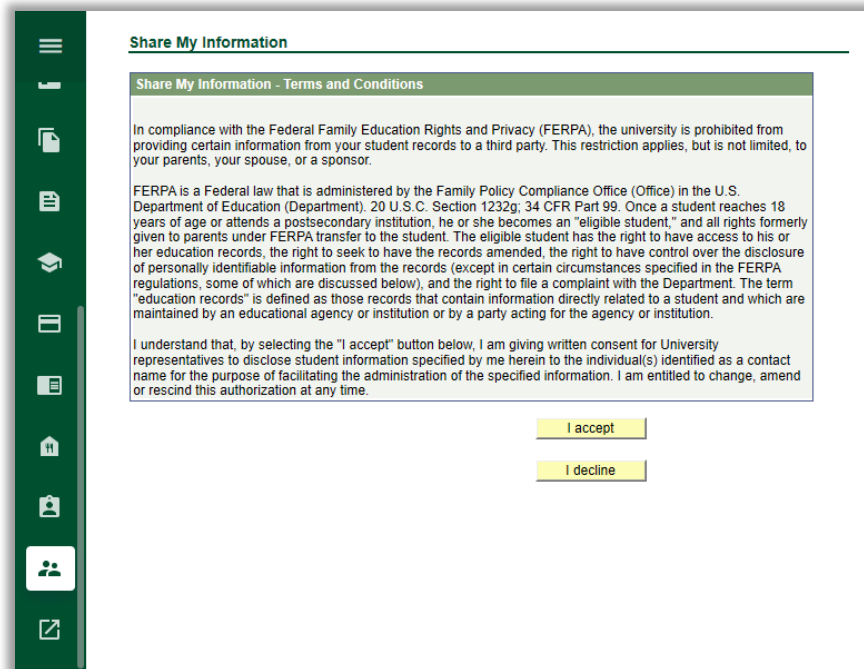 Share My Information
Share My Information - Terms and Conditions
In compliance with the Federal Family Education Rights and Privacy (FERPA), the university is prohibited from
providing certain information from your student records to a third party. This restriction applies, but is not limited, to
your parents, your spouse, or a sponsor.
FERPA is a Federal law that is administered by the Family Policy Compliance Office (Office) in the U.S.
Department of Education (Department). 20 U.S.C. Section 1232g; 34 CFR Part 99. Once a student reaches 18
years of age or attends a postsecondary institution, he or she becomes an "eligible student," and all rights formerly
given to parents under FERPA transfer to the student. The eligible student has the right to have access to his or
her education records, the right to seek to have the records amended, the right to have control over the disclosure
of personally identifiable information from the records (except in certain circumstances specified in the FERPA
regulations, some of which are discussed below), and the right to file a complaint with the Department. The term
"education records" is defined as those records that contain information directly related to a student and which are
maintained by an educational agency or institution or by a party acting for the agency or institution.
I understand that, by selecting the "I accept" button below, I am giving written consent for University
representatives to disclose student information specified by me herein to the individual(s) identified as a contact
name for the purpose of facilitating the administration of the specified information. I am entitled to change, amend
or rescind this authorization at any time.
I accept
I decline